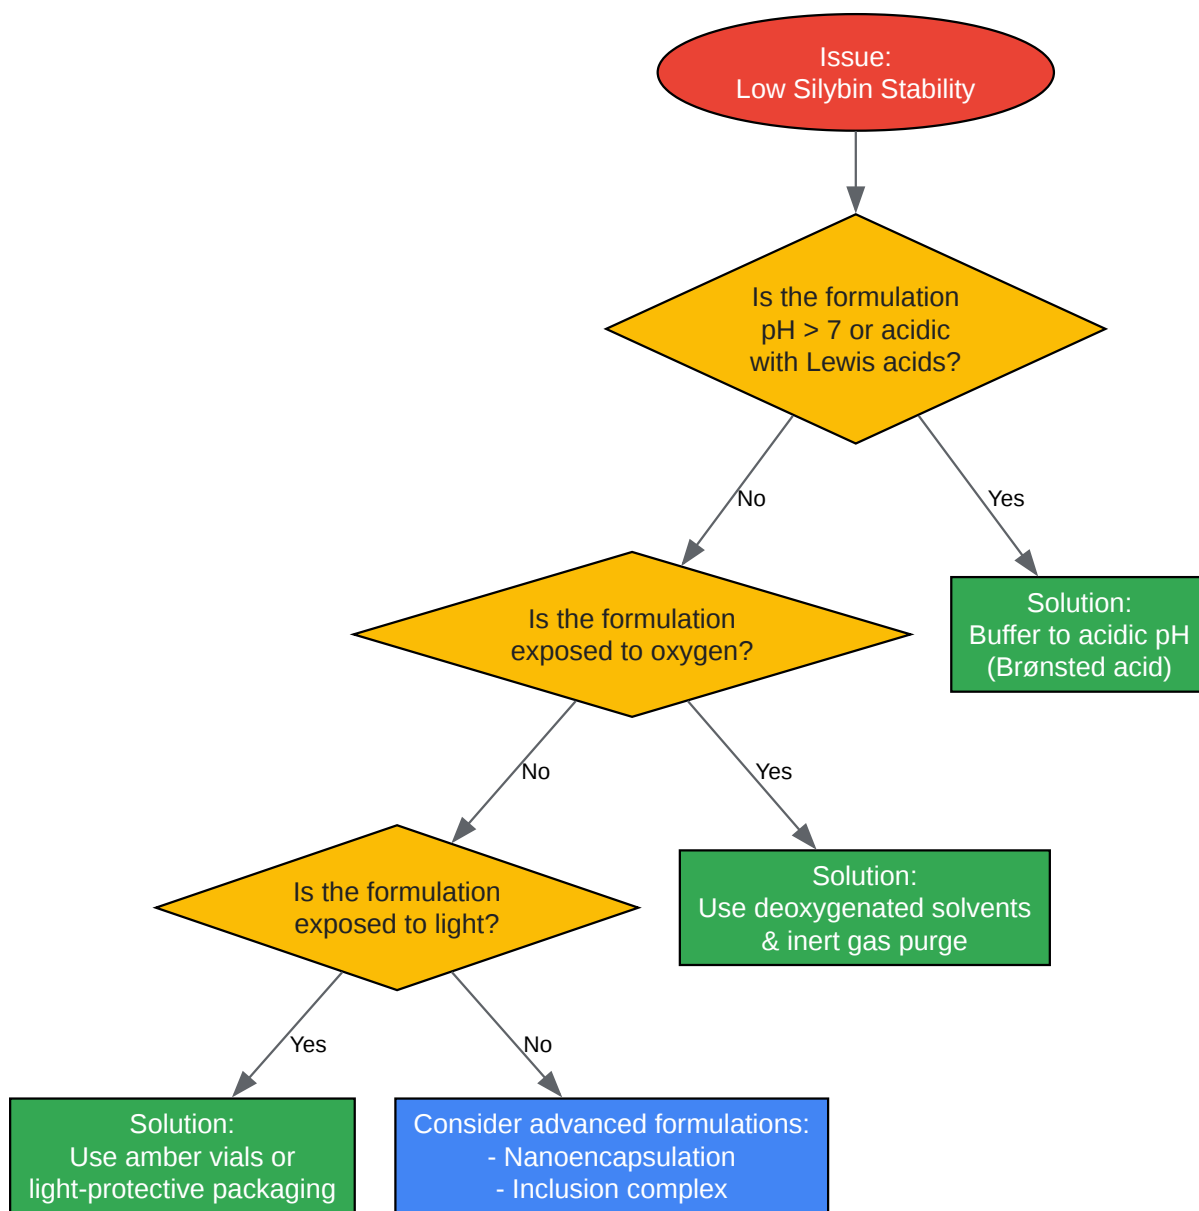 Issue:
Low Silybin Stability
Is the formulation
pH > 7 or acidic
with Lewis acids?
No
Yes
Is the formulation
exposed to oxygen?
Solution:
Buffer to acidic pH
(Brønsted acid)
No
Yes
Is the formulation
exposed to light?
Solution:
Use deoxygenated solvents
& inert gas purge
Yes
No
Solution:
Use amber vials or
light-protective packaging
Consider advanced formulations:
- Nanoencapsulation
- Inclusion complex